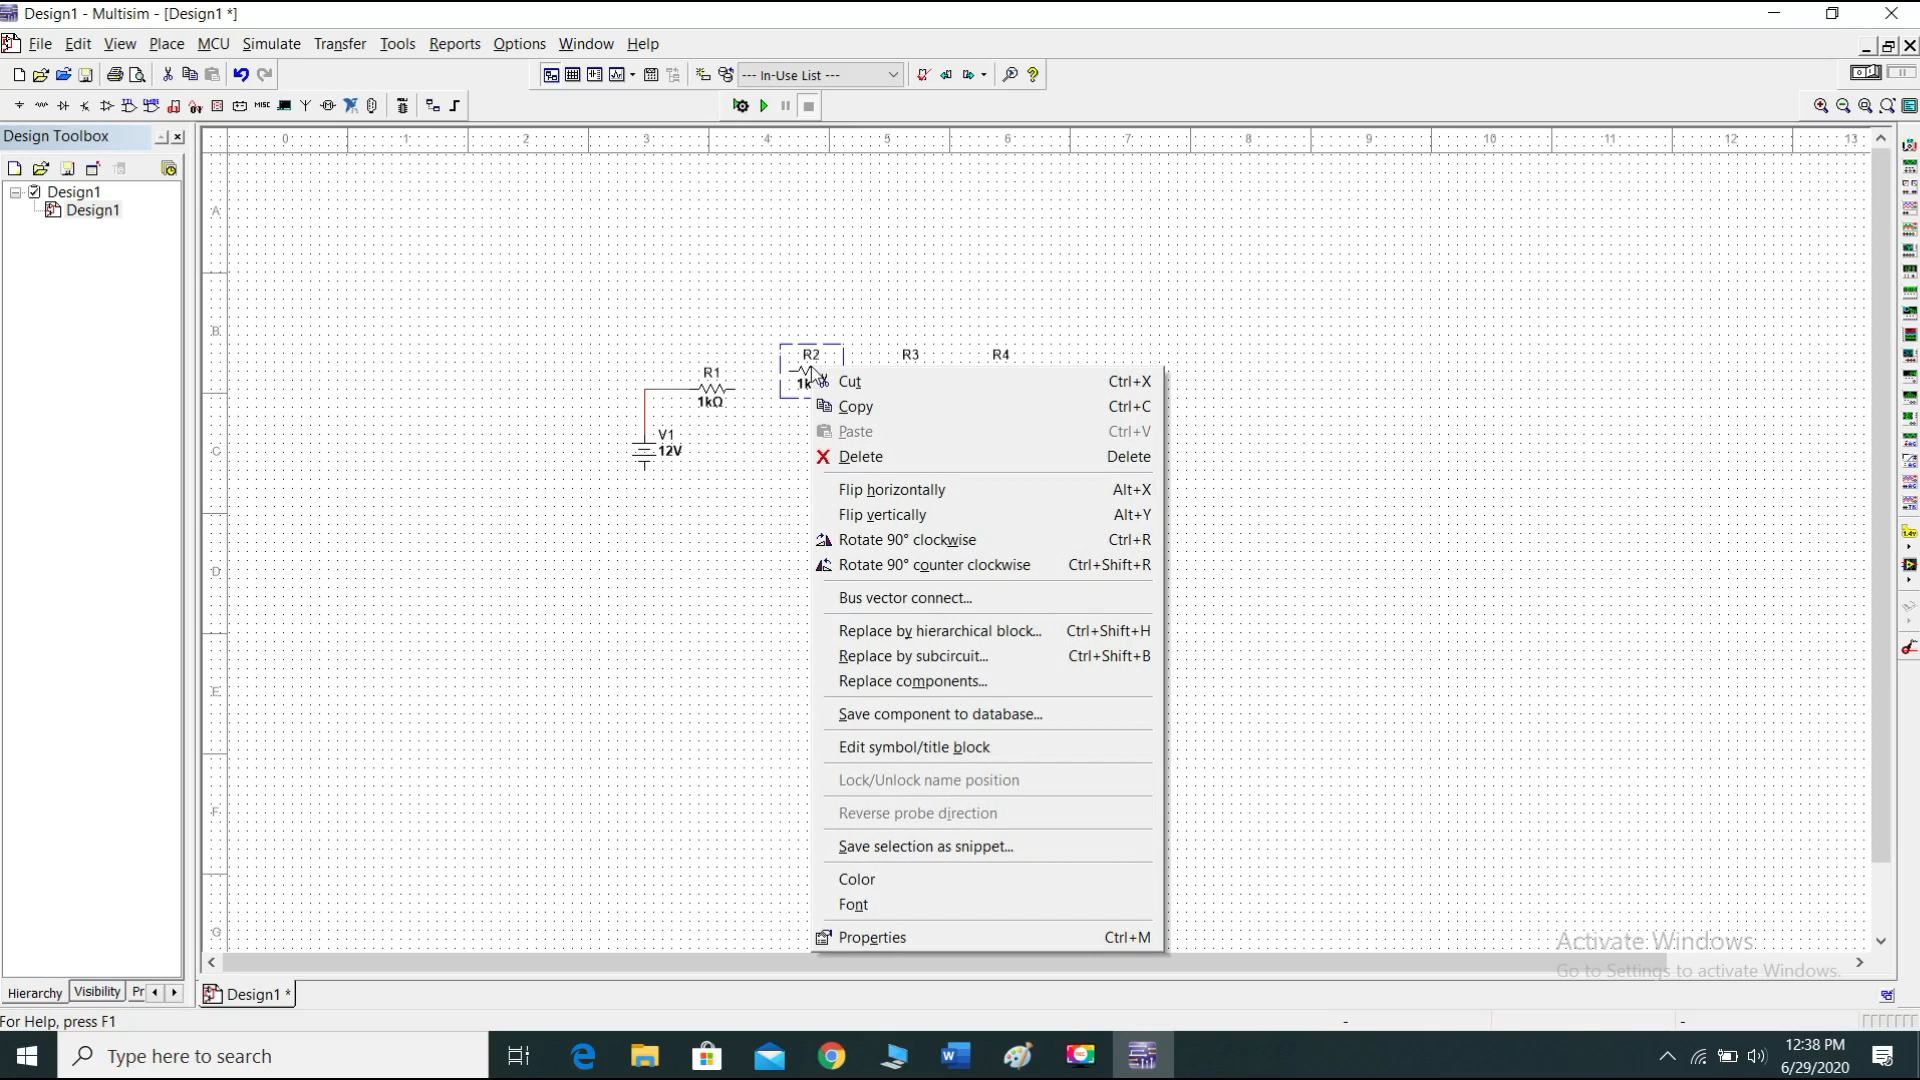 Design1 - Multisim - [Design1 *]
File Edit View Place MCU Simulate Transfer Tools Reports Options Window Help
--- In-Use List ---
MISC
Design Toolbox
0 1 2 3 4 5 6 7 8 9 10 11 12 13
Design1
Design1
A
B
C
D
E
F
G
R1
1kΩ
R2
R3
R4
V1
12V
Cut Ctrl+X
Copy Ctrl+C
Paste Ctrl+V
Delete Delete
Flip horizontally Alt+X
Flip vertically Alt+Y
Rotate 90° clockwise Ctrl+R
Rotate 90° counter clockwise Ctrl+Shift+R
Bus vector connect...
Replace by hierarchical block... Ctrl+Shift+H
Replace by subcircuit... Ctrl+Shift+B
Replace components...
Save component to database...
Edit symbol/title block
Lock/Unlock name position
Reverse probe direction
Save selection as snippet...
Color
Font
Properties Ctrl+M
Activate Windows
Go to Settings to activate Windows.
Hierarchy Visibility Pr
Design1 *
For Help, press F1
- -
Type here to search
12:38 PM
6/29/2020